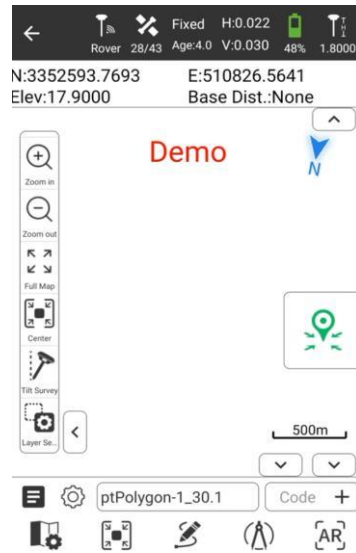 Fixed H:0.022
Rover 28/43 Age:4.0 V:0.030 48% 1.8000
N:3352593.7693 E:510826.5641
Elev:17.9000 Base Dist.:None
Demo
N
Zoom in
Zoom out
Full Map
Center
Tilt Survey
Layer Se...
500m
ptPolygon-1_30.1 Code +
AR